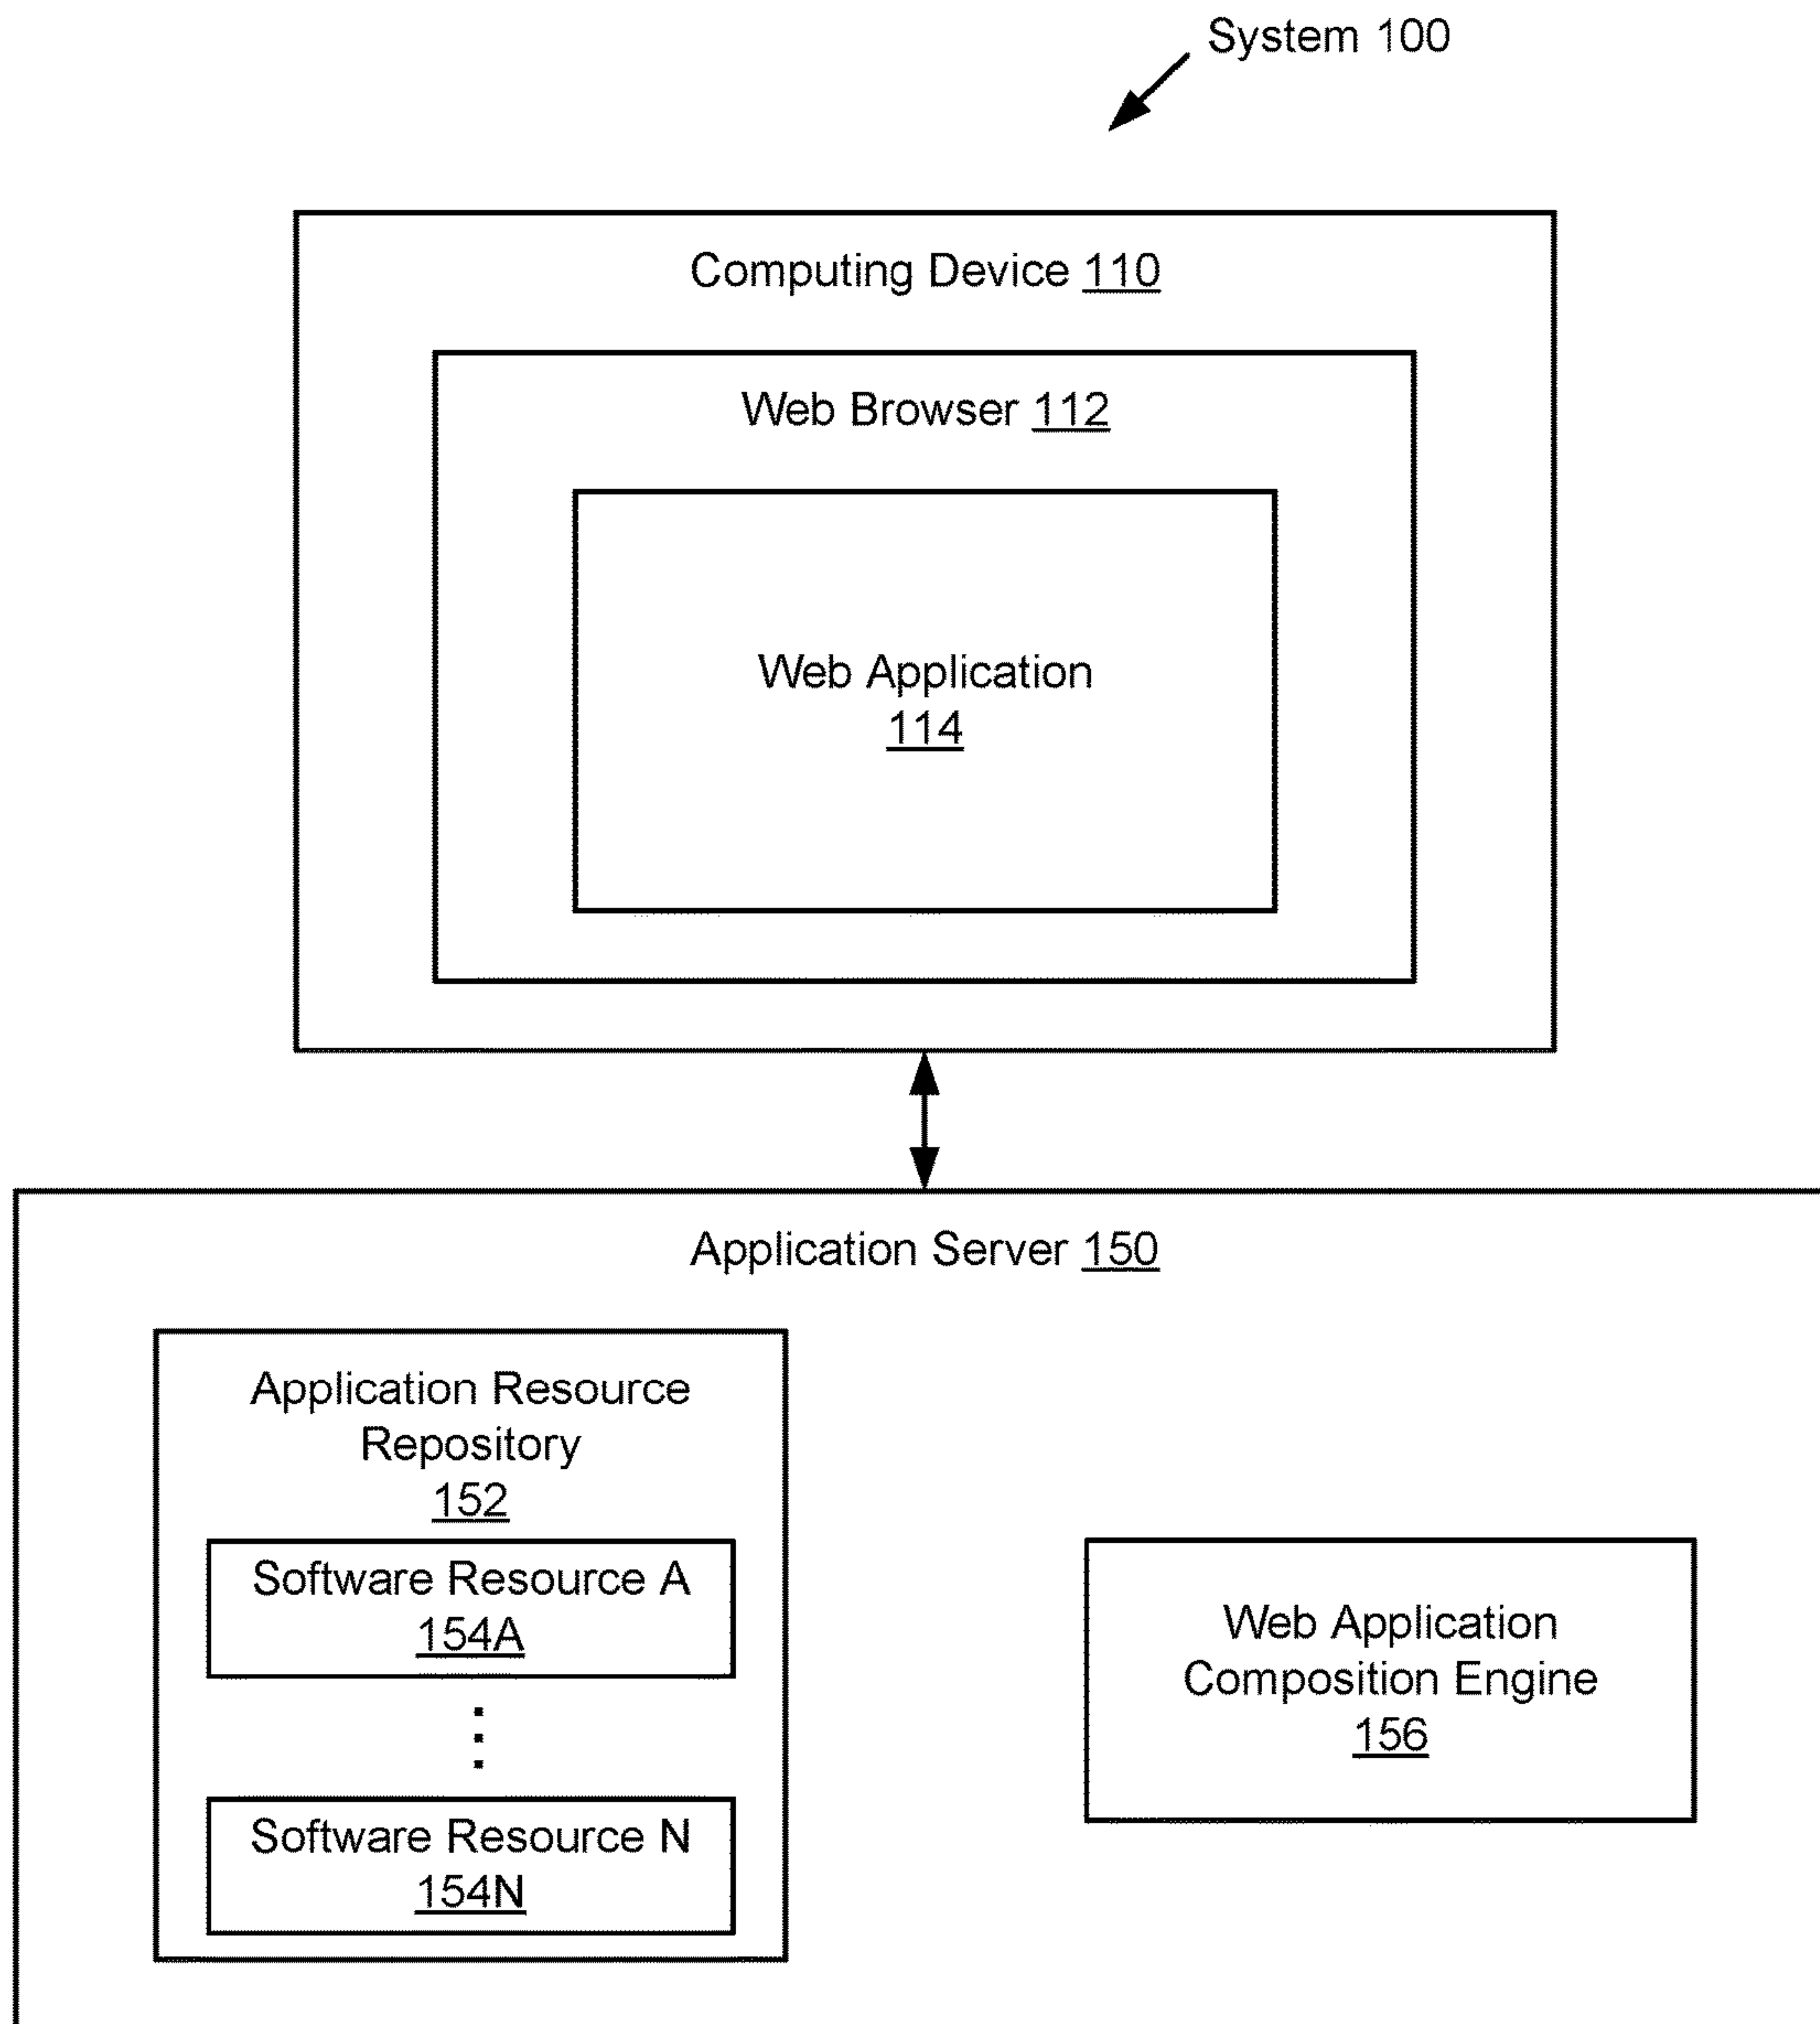 System 100
Computing Device 110
Web Browser 112
Web Application
114
Application Server 150
Application Resource
Repository
152
Software Resource A
154A
Software Resource N
154N
Web Application
Composition Engine
156